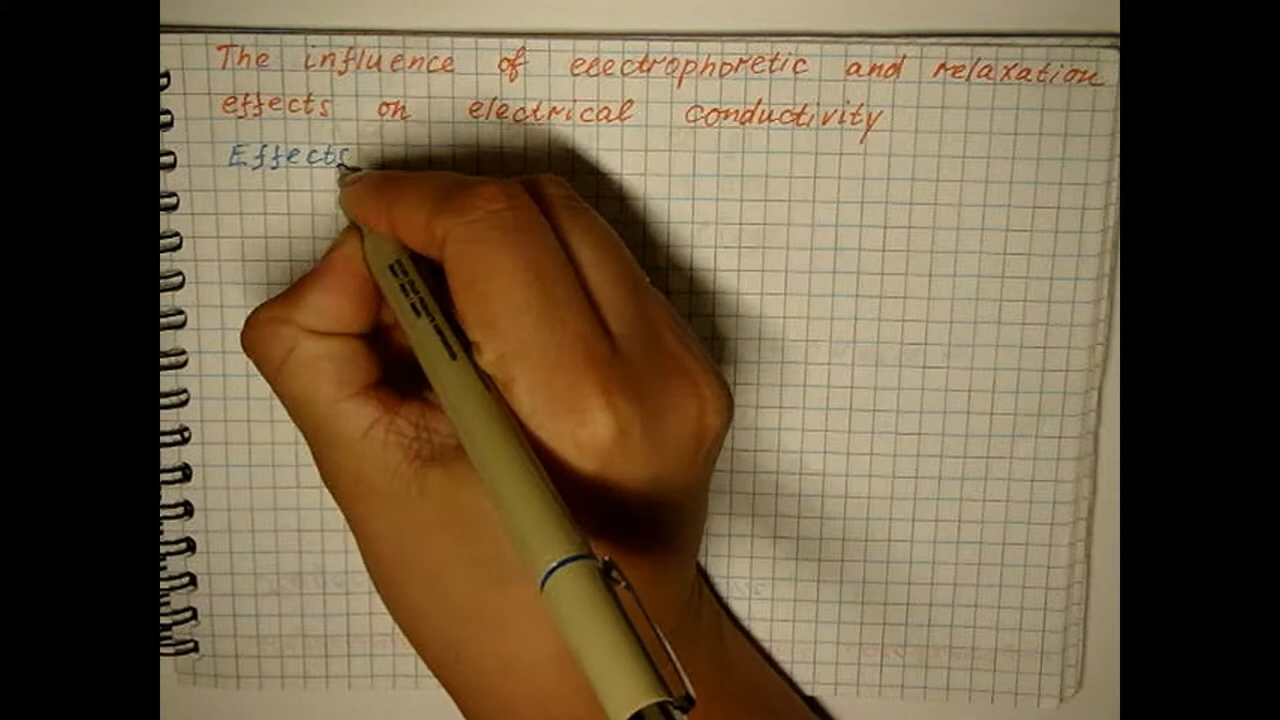 The influence of electrophoretic and relaxation
effects on electrical conductivity
Effects